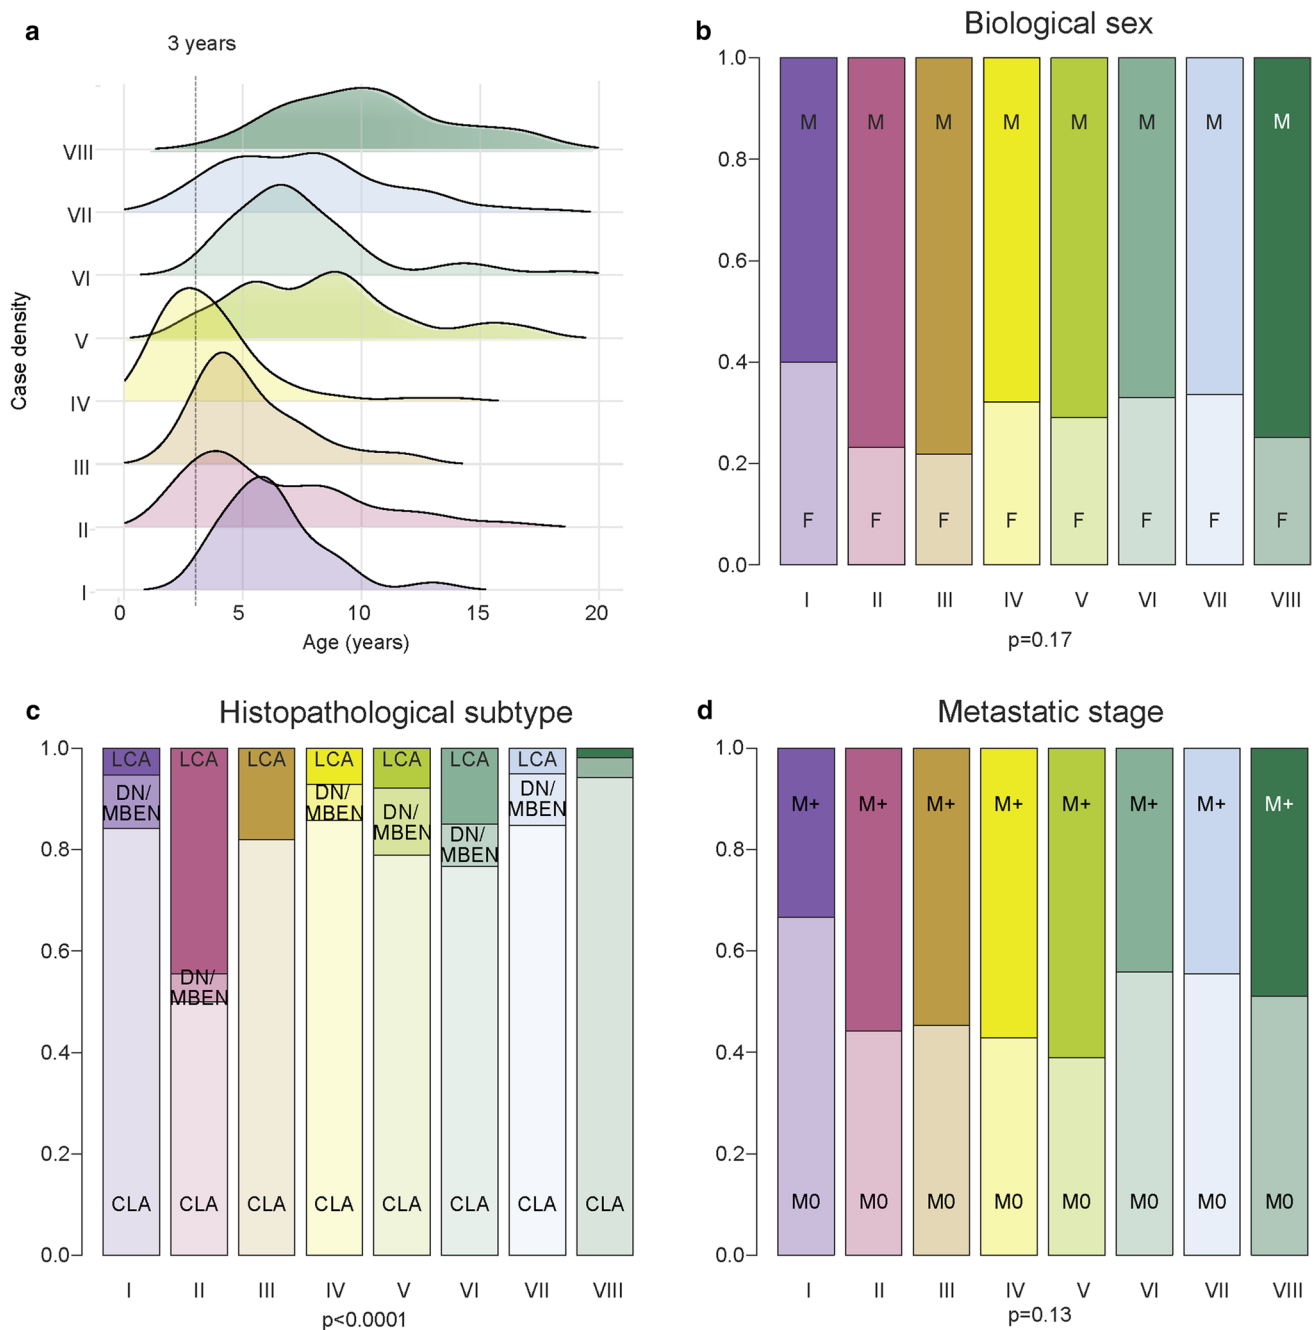 a
3 years
VIII
VII
VI
V
IV
III
II
I
Case density
0 5 10 15 20
Age (years)
b
Biological sex
1.0
0.8
0.6
0.4
0.2
0.0
M M M M M M M M
F F F F F F F F
I II III IV V VI VII VIII
p=0.17
c
Histopathological subtype
1.0
0.8
0.6
0.4
0.2
0.0
LCA LCA LCA LCA LCA LCA LCA
DN/
MBEN
DN/
MBEN
DN/
MBEN
DN/
MBEN
DN/
MBEN
DN/
MBEN
CLA CLA CLA CLA CLA CLA CLA CLA
I II III IV V VI VII VIII
p<0.0001
d
Metastatic stage
1.0
0.8
0.6
0.4
0.2
0.0
M+ M+ M+ M+ M+ M+ M+ M+
M0 M0 M0 M0 M0 M0 M0 M0
I II III IV V VI VII VIII
p=0.13